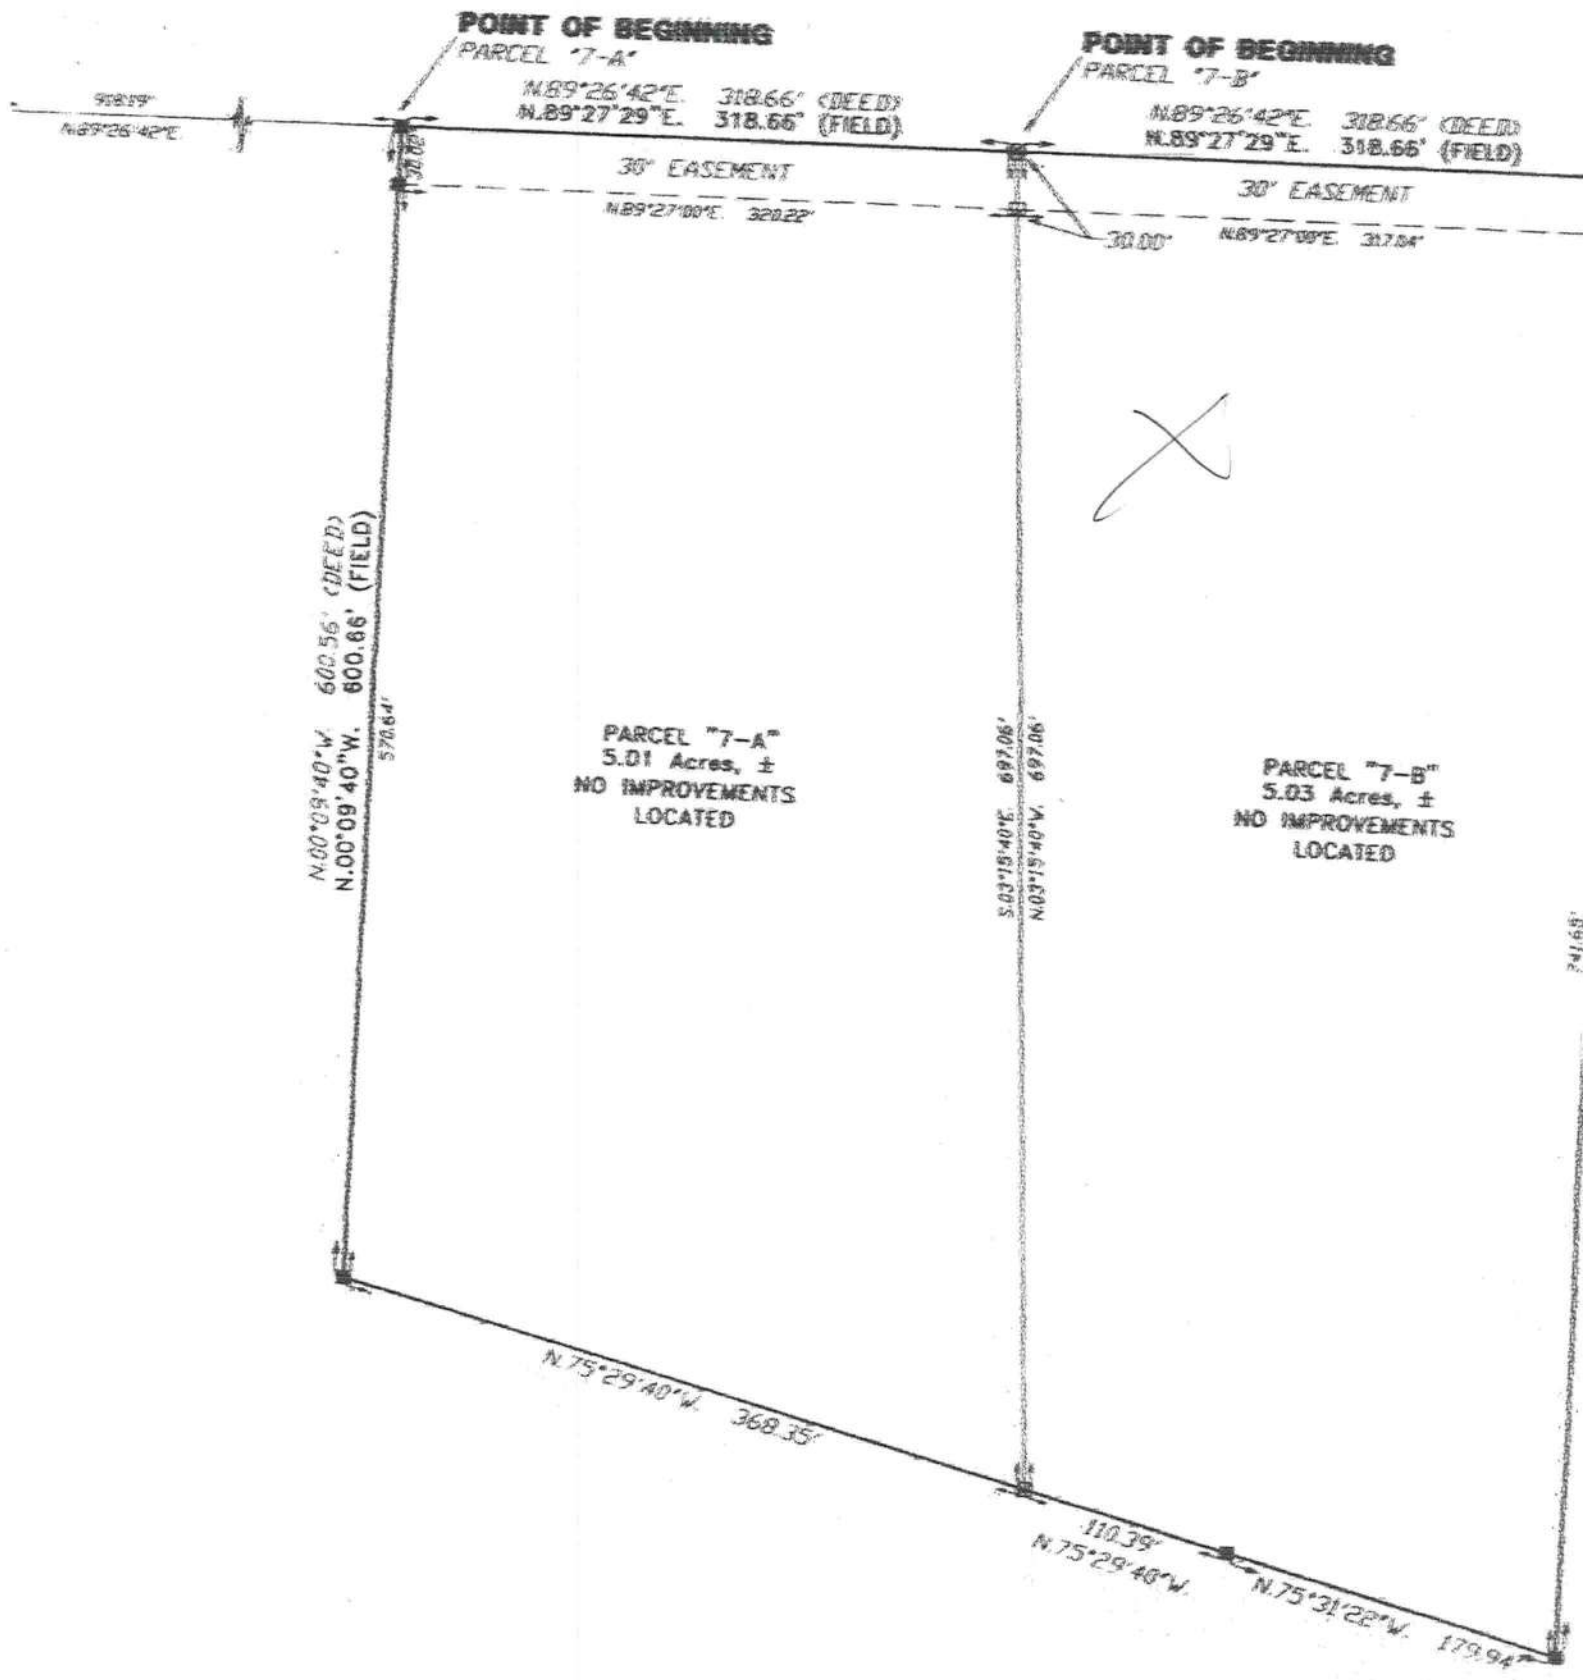 POINT OF BEGINNING
PARCEL "7-A"
N.89°26'42"E. 318.66' (DEED)
N.89°27'29"E. 318.66' (FIELD)
POINT OF BEGINNING
PARCEL "7-B"
N.89°26'42"E. 318.66' (DEED)
N.89°27'29"E. 318.66' (FIELD)
N.89°26'42"E.
30' EASEMENT
N.89°27'00"E. 320.22'
30' EASEMENT
N.89°27'00"E. 317.04'
30.00'
N.00°09'40"W. 600.56' (DEED)
N.00°09'40"W. 600.66' (FIELD)
570.64'
PARCEL "7-A"
5.01 Acres, ±
NO IMPROVEMENTS
LOCATED
S.03°15'40"E. 697.06'
N.03°15'40"W. 697.06'
PARCEL "7-B"
5.03 Acres, ±
NO IMPROVEMENTS
LOCATED
N.75°29'40"W. 368.35'
110.39'
N.75°29'40"W.
N.75°31'22"W. 179.94'